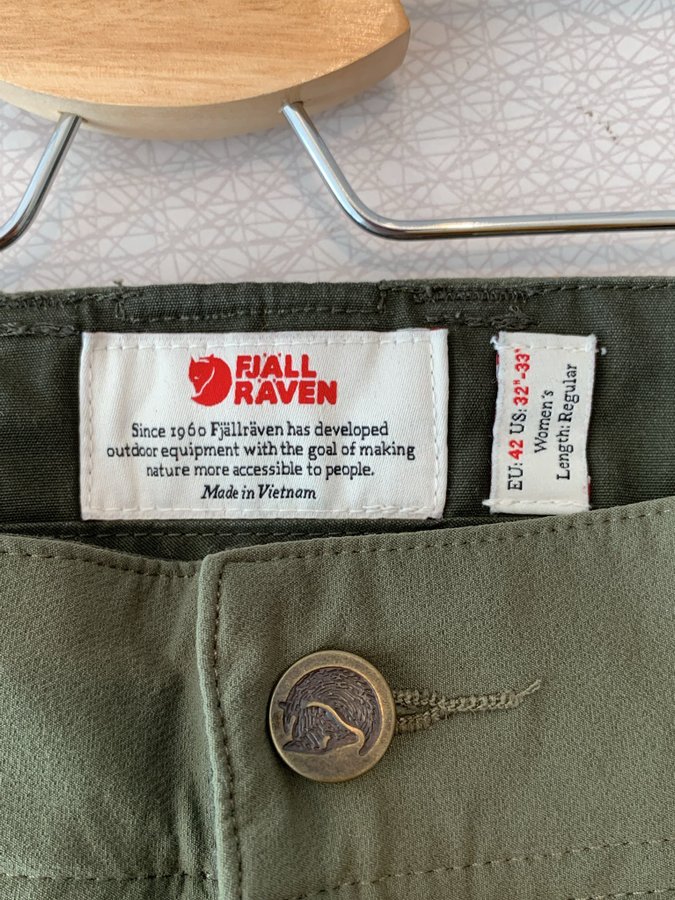 FJÄLL
RÄVEN
Since 1960 Fjällräven has developed
outdoor equipment with the goal of making
nature more accessible to people.
Made in Vietnam
EU: 42 US: 32"-33"
Women's
Length: Regular